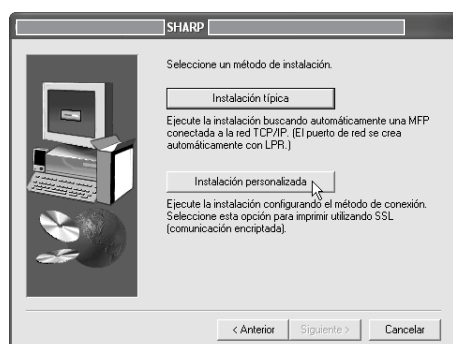 SHARP
Seleccione un método de instalación.
Instalación típica
Ejecute la instalación buscando automáticamente una MFP
conectada a la red TCP/IP. (El puerto de red se crea
automáticamente con LPR.)
Instalación personalizada
Ejecute la instalación configurando el método de conexión.
Seleccione esta opción para imprimir utilizando SSL
(comunicación encriptada).
< Anterior
Siguiente >
Cancelar